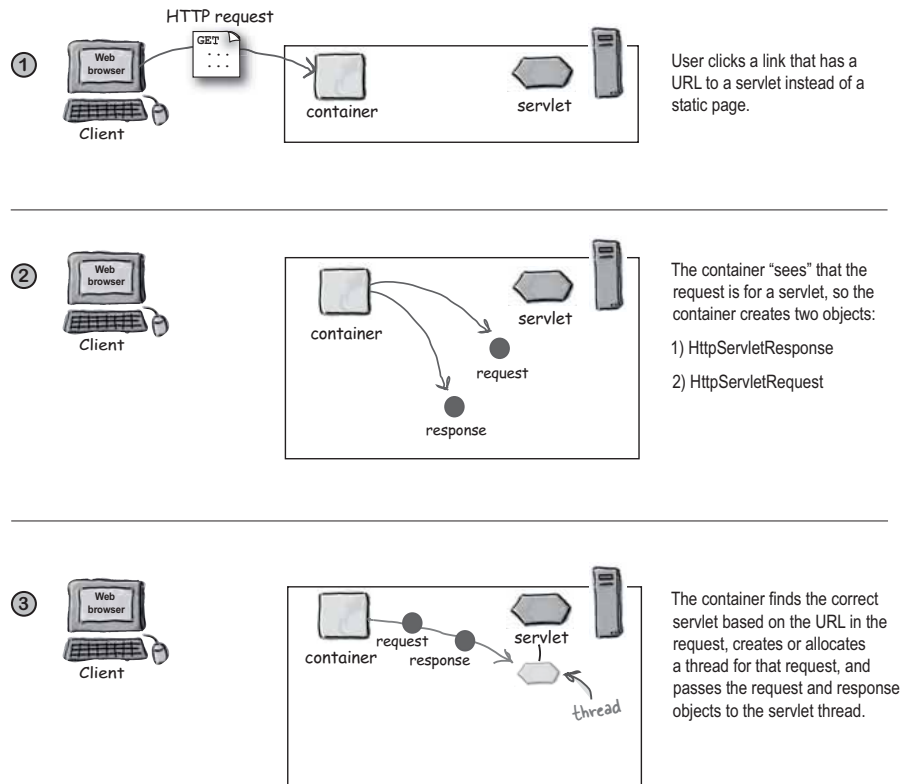 HTTP request
GET
1
Web
browser
container
servlet
Client
User clicks a link that has a
URL to a servlet instead of a
static page.
2
Web
browser
container
servlet
Client
request
response
The container “sees” that the
request is for a servlet, so the
container creates two objects:
1) HttpServletResponse
2) HttpServletRequest
3
Web
browser
container
request
response
servlet
Client
thread
The container finds the correct
servlet based on the URL in the
request, creates or allocates
a thread for that request, and
passes the request and response
objects to the servlet thread.